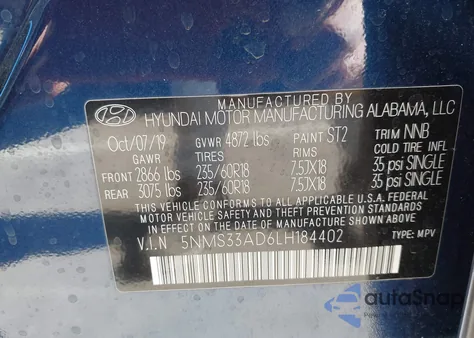 MANUFACTURED BY
HYUNDAI MOTOR MANUFACTURING ALABAMA, LLC
Oct/07/19 GVWR 4872 lbs PAINT ST2 TRIM NNB
GAWR TIRES RIMS COLD TIRE INFL
FRONT 2866 lbs 235/60R18 7.5JX18 35 psi SINGLE
REAR 3075 lbs 235/60R18 7.5JX18 35 psi SINGLE
THIS VEHICLE CONFORMS TO ALL APPLICABLE U.S.A. FEDERAL
MOTOR VEHICLE SAFETY AND THEFT PREVENTION STANDARDS
IN EFFECT ON THE DATE OF MANUFACTURE SHOWN ABOVE.
V.I.N 5NMS33AD6LH184402 TYPE: MPV
autoSnap